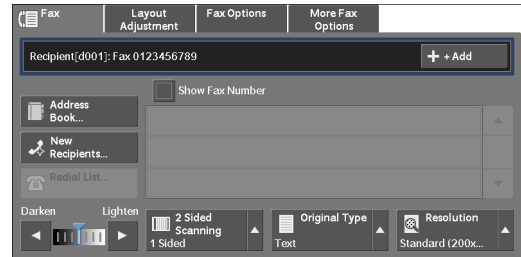 Fax
Layout
Adjustment
Fax Options
More Fax
Options
Recipient[d001]: Fax 0123456789
+ Add
Show Fax Number
Address
Book...
New
Recipients...
Redial List...
Darken
Lighten
2 Sided
Scanning
1 Sided
Original Type
Text
Resolution
Standard (200x...